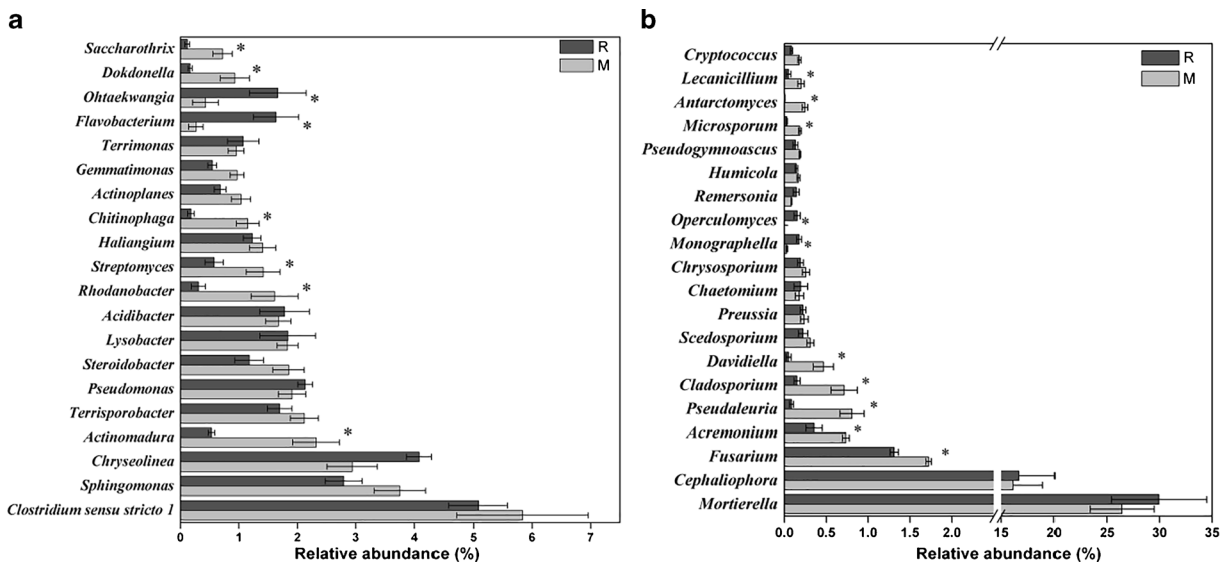 a
Saccharothrix
Dokdonella
Ohtaekwangia
Flavobacterium
Terrimonas
Gemmatimonas
Actinoplanes
Chitinophaga
Haliangium
Streptomyces
Rhodanobacter
Acidibacter
Lysobacter
Steroidobacter
Pseudomonas
Terrisporobacter
Actinomadura
Chryseolinea
Sphingomonas
Clostridium sensu stricto 1
* * * * * * * *
R
M
0 1 2 3 4 5 6 7
Relative abundance (%)
b
Cryptococcus
Lecanicillium
Antarctomyces
Microsporum
Pseudogymnoascus
Humicola
Remersonia
Operculomyces
Monographella
Chrysosporium
Chaetomium
Preussia
Scedosporium
Davidiella
Cladosporium
Pseudaleuria
Acremonium
Fusarium
Cephaliophora
Mortierella
* * * * * * * * * *
R
M
0.0 0.5 1.0 1.5 2.0 15 20 25 30 35
Relative abundance (%)